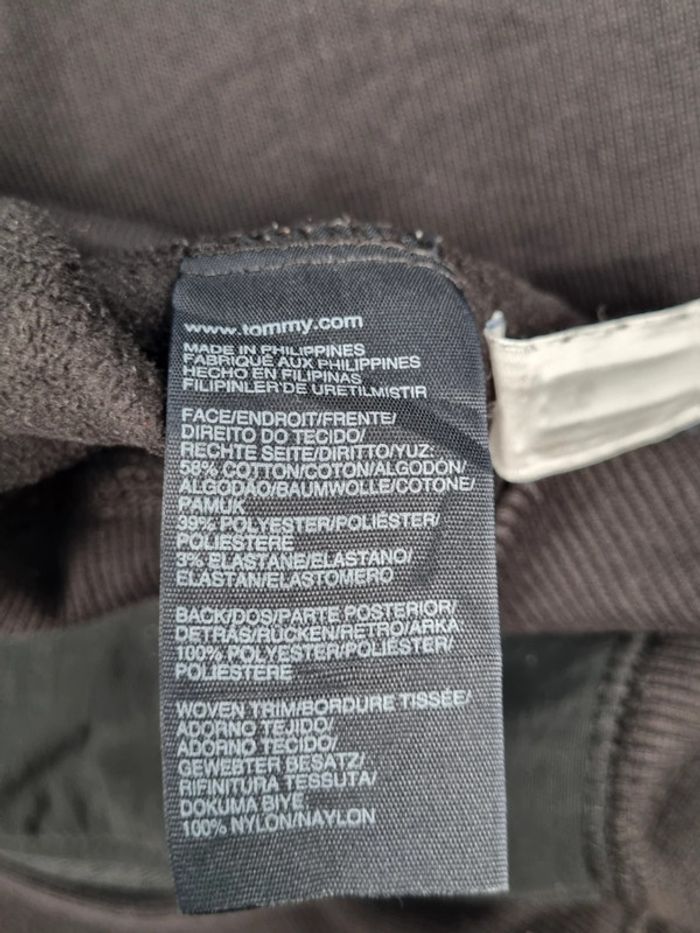 www.tommy.com
MADE IN PHILIPPINES
FABRIQUÉ AUX PHILIPPINES
HECHO EN FILIPINAS
FILIPINLER'DE URETILMISTIR
FACE/ENDROIT/FRENTE/
DIREITO DO TECIDO/
RECHTE SEITE/DIRITTO/YUZ:
58% COTTON/COTON/ALGODÓN/
ALGODÃO/BAUMWOLLE/COTONE/
PAMUK
39% POLYESTER/POLIÉSTER/
POLIESTERE
3% ELASTANE/ELASTANO/
ELASTAN/ELASTOMERO
BACK/DOS/PARTE POSTERIOR/
DETRÁS/RÜCKEN/RETRO/ARKA:
100% POLYESTER/POLIÉSTER/
POLIESTERE
WOVEN TRIM/BORDURE TISSÉE/
ADORNO TEJIDO/
ADORNO TECIDO/
GEWEBTER BESATZ/
RIFINITURA TESSUTA/
DOKUMA BIYE
100% NYLON/NAYLON